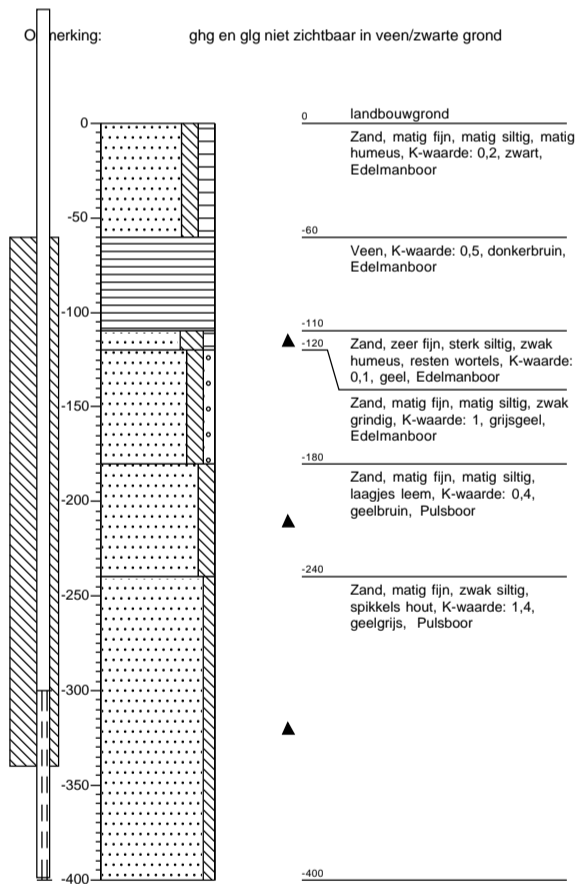 O merking: ghg en glg niet zichtbaar in veen/zwarte grond
0
-50
-100
-150
-200
-250
-300
-350
-400
0 landbouwgrond
Zand, matig fijn, matig siltig, matig
humeus, K-waarde: 0,2, zwart,
Edelmanboor
-60
Veen, K-waarde: 0,5, donkerbruin,
Edelmanboor
-110
-120
Zand, zeer fijn, sterk siltig, zwak
humeus, resten wortels, K-waarde:
0,1, geel, Edelmanboor
Zand, matig fijn, matig siltig, zwak
grindig, K-waarde: 1, grijsgeel,
Edelmanboor
-180
Zand, matig fijn, matig siltig,
laagjes leem, K-waarde: 0,4,
geelbruin, Pulsboor
-240
Zand, matig fijn, zwak siltig,
spikkels hout, K-waarde: 1,4,
geelgrijs, Pulsboor
-400